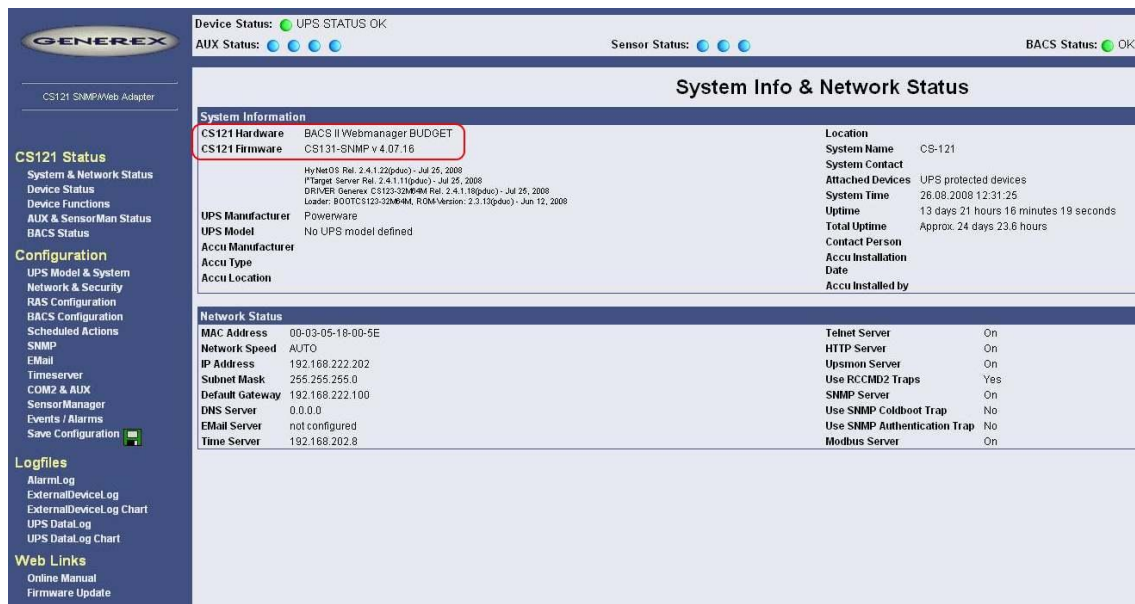 GENEREX
CS121 SNMP/Web Adapter
CS121 Status
System & Network Status
Device Status
Device Functions
AUX & SensorMan Status
BACS Status
Configuration
UPS Model & System
Network & Security
RAS Configuration
BACS Configuration
Scheduled Actions
SNMP
EMail
Timeserver
COM2 & AUX
SensorManager
Events / Alarms
Save Configuration
Logfiles
AlarmLog
ExternalDeviceLog
ExternalDeviceLog Chart
UPS DataLog
UPS DataLog Chart
Web Links
Online Manual
Firmware Update
Device Status: UPS STATUS OK
AUX Status: Sensor Status: BACS Status: OK
System Info & Network Status
System Information
CS121 Hardware BACS II Webmanager BUDGET
CS121 Firmware CS131-SNMP v 4.07.16
HyNetOS Rel. 2.4.1.22(pduc) - Jul 25, 2008
I²Target Server Rel. 2.4.1.11(pduc) - Jul 25, 2008
DRIVER Generex CS123-32M64M Rel. 2.4.1.18(pduc) - Jul 25, 2008
Loader: BOOTCS123-32M64M, ROM-Version: 2.3.13(pduc) - Jun 12, 2008
UPS Manufacturer Powerware
UPS Model No UPS model defined
Accu Manufacturer
Accu Type
Accu Location
Location
System Name CS-121
System Contact
Attached Devices UPS protected devices
System Time 26.08.2008 12:31:25
Uptime 13 days 21 hours 16 minutes 19 seconds
Total Uptime Approx. 24 days 23.6 hours
Contact Person
Accu Installation
Date
Accu Installed by
Network Status
MAC Address 00-03-05-18-00-5E
Network Speed AUTO
IP Address 192.168.222.202
Subnet Mask 255.255.255.0
Default Gateway 192.168.222.100
DNS Server 0.0.0.0
EMail Server not configured
Time Server 192.168.202.8
Telnet Server On
HTTP Server On
Upsmon Server On
Use RCCMD2 Traps Yes
SNMP Server On
Use SNMP Coldboot Trap No
Use SNMP Authentication Trap No
Modbus Server On